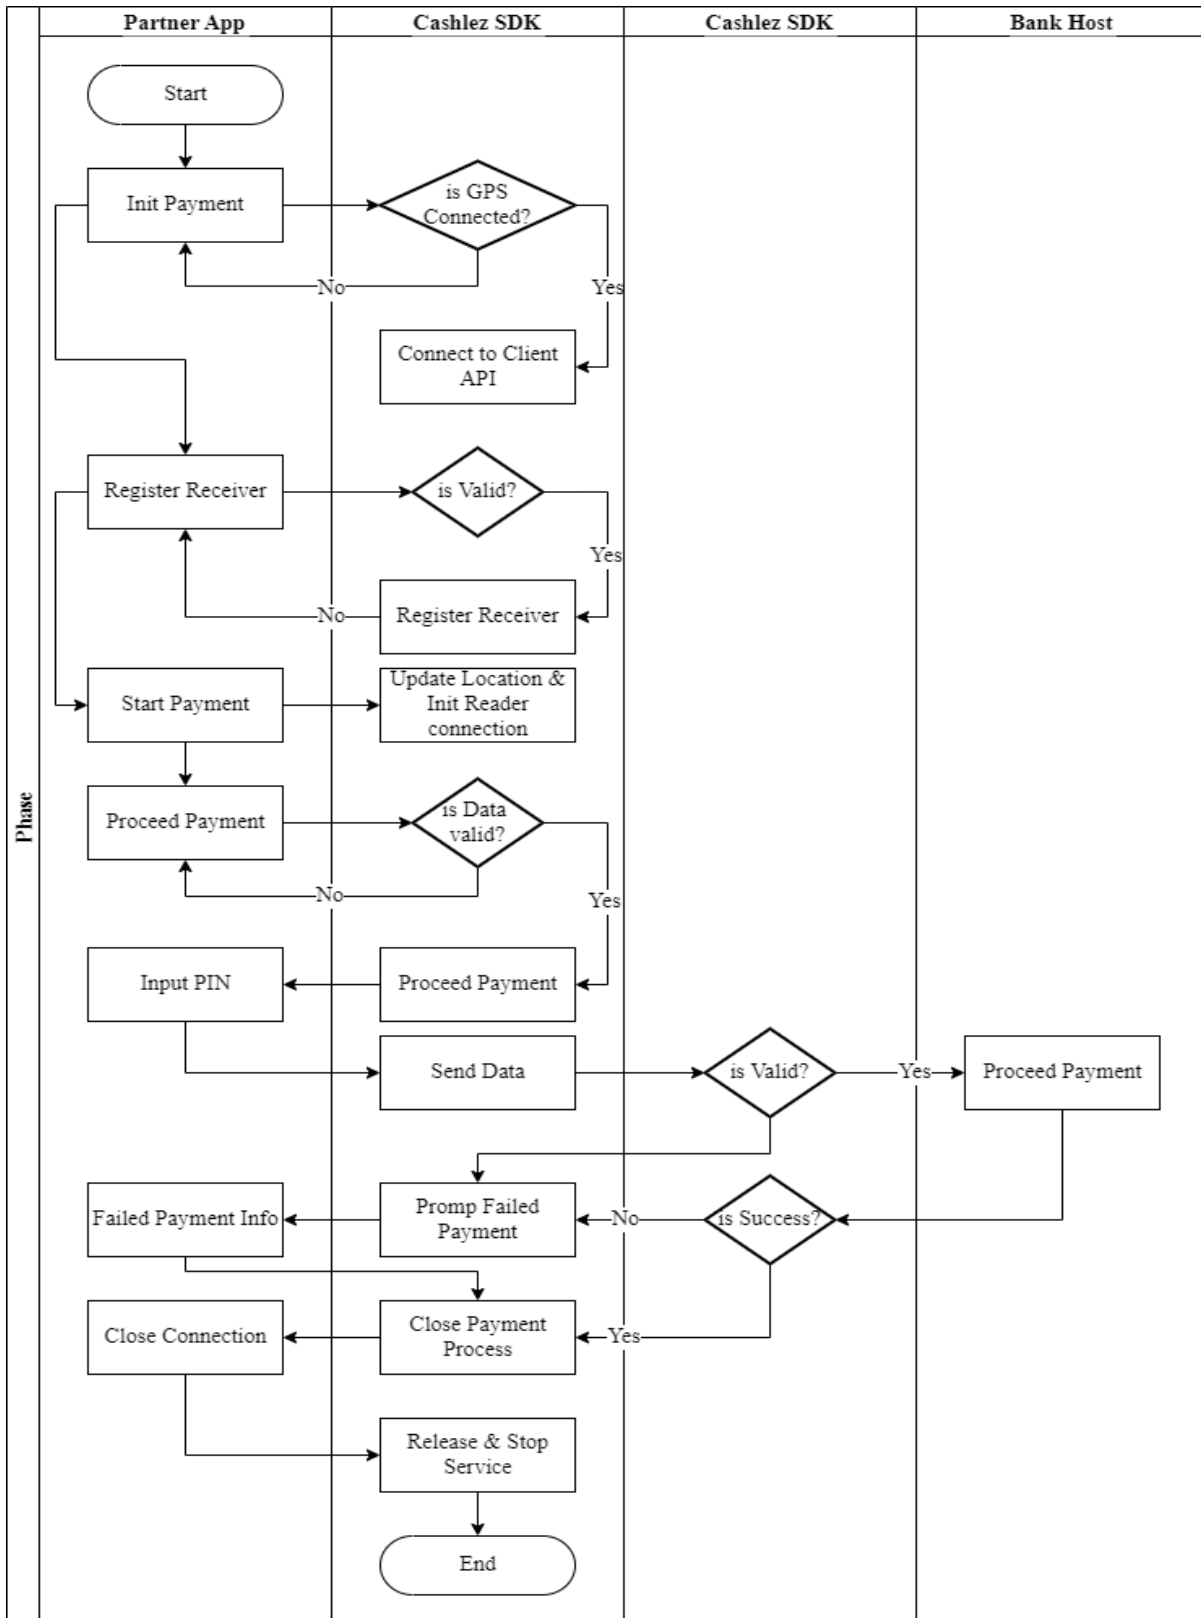 Partner App
Cashlez SDK
Cashlez SDK
Bank Host
Phase
Start
Init Payment
is GPS
Connected?
No
Yes
Connect to Client
API
Register Receiver
is Valid?
Yes
No
Register Receiver
Start Payment
Update Location &
Init Reader
connection
Proceed Payment
is Data
valid?
No
Yes
Input PIN
Proceed Payment
Send Data
is Valid?
Yes
Proceed Payment
Failed Payment Info
Promp Failed
Payment
No
is Success?
Close Connection
Close Payment
Process
Yes
Release & Stop
Service
End